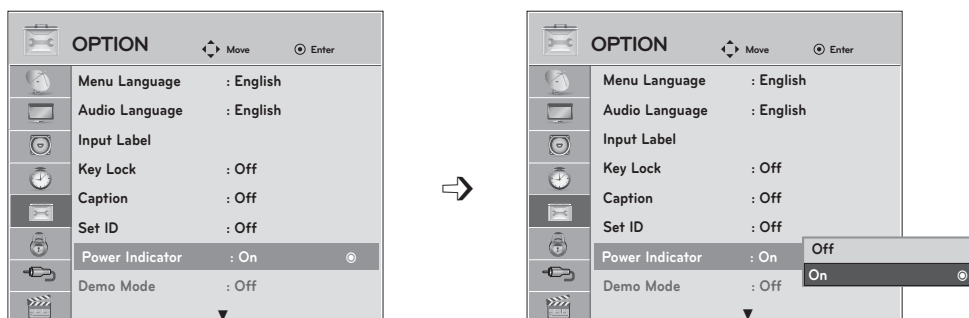 OPTION Move Enter
Menu Language : English
Audio Language : English
Input Label
Key Lock : Off
Caption : Off
Set ID : Off
Power Indicator : On
Demo Mode : Off
OPTION Move Enter
Menu Language : English
Audio Language : English
Input Label
Key Lock : Off
Caption : Off
Set ID : Off
Power Indicator : On
Demo Mode : Off
Off
On